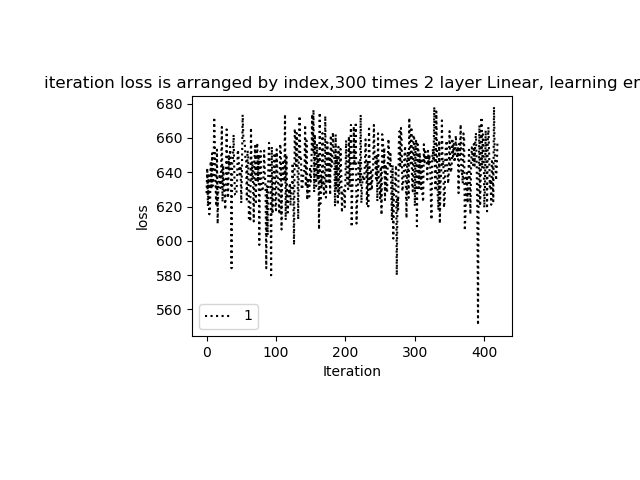 iteration loss is arranged by index,300 times 2 layer Linear, learning er
680
660
640
620
600
580
560
loss
1
0 100 200 300 400
Iteration